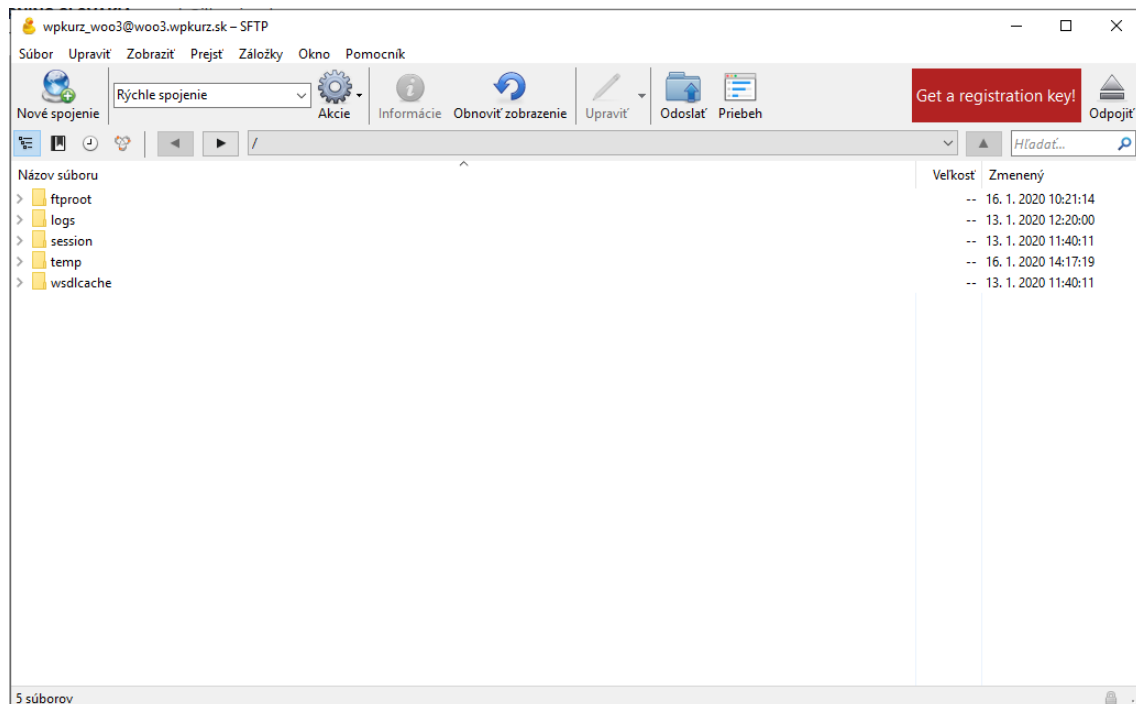 wpkurz_woo3@woo3.wpkurz.sk – SFTP
Súbor Upraviť Zobraziť Prejsť Záložky Okno Pomocník
Nové spojenie Rýchle spojenie Akcie Informácie Obnoviť zobrazenie Upraviť Odoslať Priebeh Get a registration key! Odpojiť
/ Hľadať...
Názov súboru Veľkosť Zmenený
ftproot -- 16. 1. 2020 10:21:14
logs -- 13. 1. 2020 12:20:00
session -- 13. 1. 2020 11:40:11
temp -- 16. 1. 2020 14:17:19
wsdlcache -- 13. 1. 2020 11:40:11
5 súborov